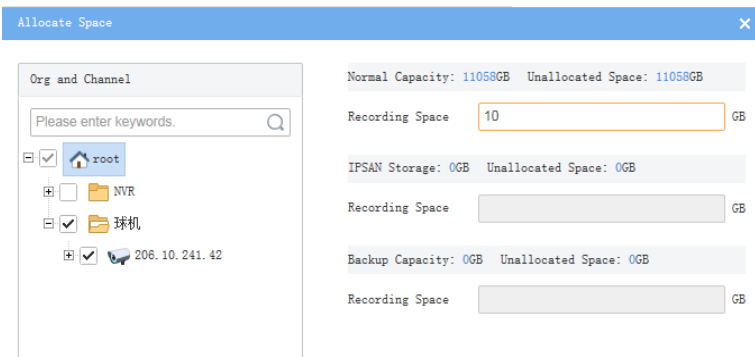 Allocate Space
Org and Channel
Please enter keywords.
root
NVR
球机
206.10.241.42
Normal Capacity: 11058GB Unallocated Space: 11058GB
Recording Space 10 GB
IPSAN Storage: 0GB Unallocated Space: 0GB
Recording Space GB
Backup Capacity: 0GB Unallocated Space: 0GB
Recording Space GB